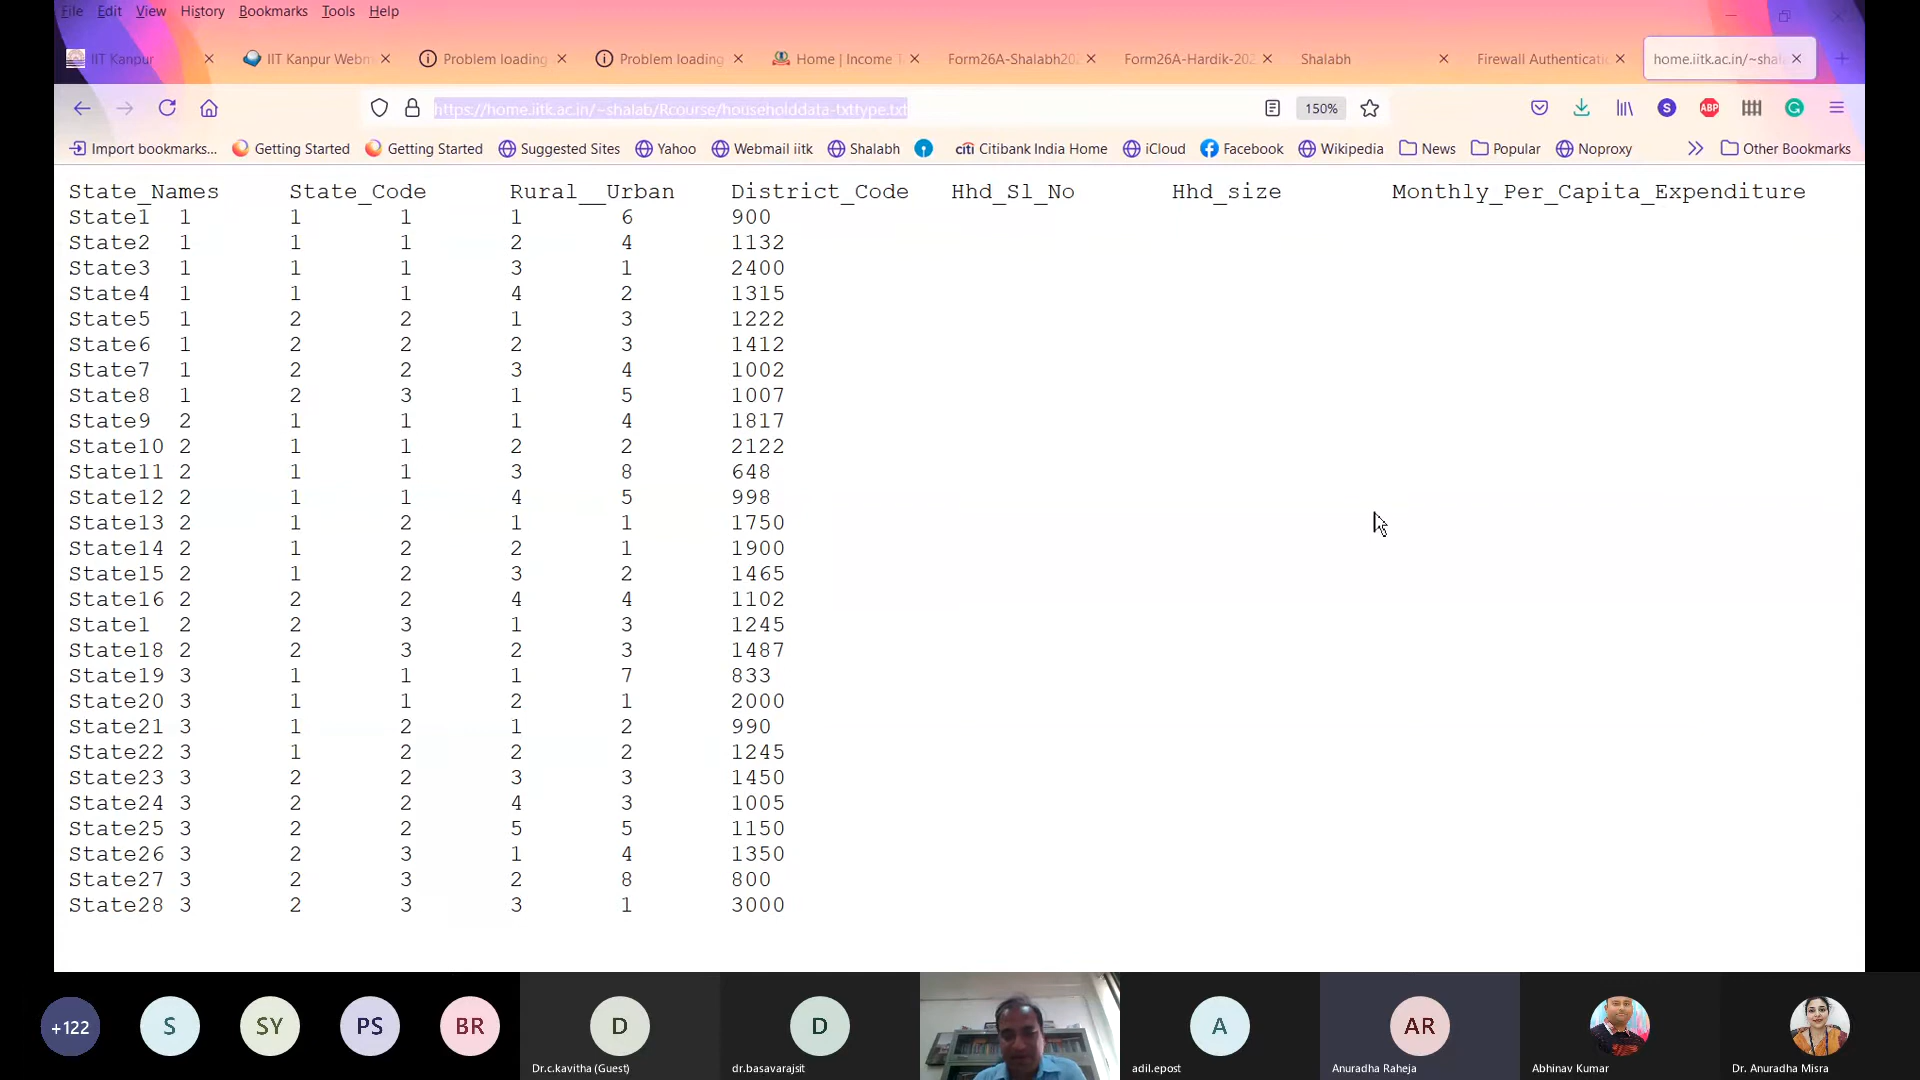 File Edit View History Bookmarks Tools Help
IIT Kanpur IIT Kanpur Webm Problem loading Problem loading Home | Income T Form26A-Shalabh202 Form26A-Hardik-202 Shalabh Firewall Authenticati home.iitk.ac.in/~shala
https://home.iitk.ac.in/~shalab/Rcourse/householddata-txttype.txt 150% S ABP
Import bookmarks... Getting Started Getting Started Suggested Sites Yahoo Webmail iitk Shalabh citi Citibank India Home iCloud Facebook Wikipedia News Popular Noproxy Other Bookmarks
State_Names State_Code Rural__Urban District_Code Hhd_Sl_No Hhd_size Monthly_Per_Capita_Expenditure
State1 1 1 1 1 6 900
State2 1 1 1 2 4 1132
State3 1 1 1 3 1 2400
State4 1 1 1 4 2 1315
State5 1 2 2 1 3 1222
State6 1 2 2 2 3 1412
State7 1 2 2 3 4 1002
State8 1 2 3 1 5 1007
State9 2 1 1 1 4 1817
State10 2 1 1 2 2 2122
State11 2 1 1 3 8 648
State12 2 1 1 4 5 998
State13 2 1 2 1 1 1750
State14 2 1 2 2 1 1900
State15 2 1 2 3 2 1465
State16 2 2 2 4 4 1102
State1 2 2 3 1 3 1245
State18 2 2 3 2 3 1487
State19 3 1 1 1 7 833
State20 3 1 1 2 1 2000
State21 3 1 2 1 2 990
State22 3 1 2 2 2 1245
State23 3 2 2 3 3 1450
State24 3 2 2 4 3 1005
State25 3 2 2 5 5 1150
State26 3 2 3 1 4 1350
State27 3 2 3 2 8 800
State28 3 2 3 3 1 3000
+122 S SY PS BR D D A AR
Dr.c.kavitha (Guest) dr.basavarajsit adil.epost Anuradha Raheja Abhinav Kumar Dr. Anuradha Misra